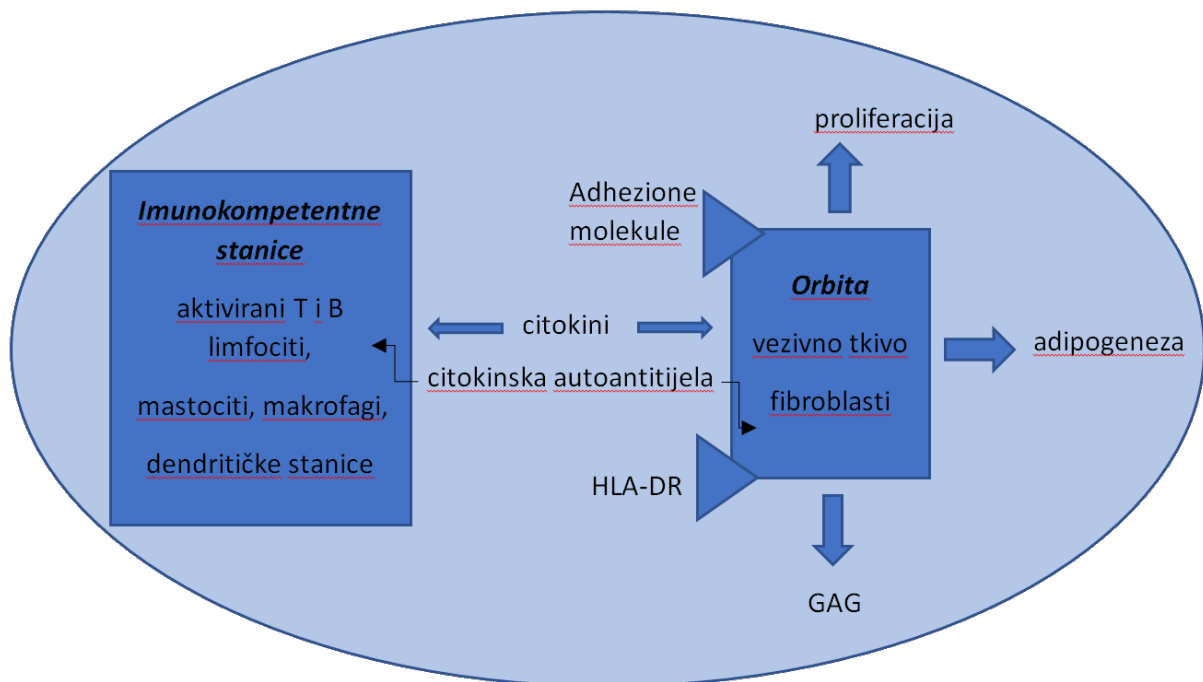 Imunokompetentne
stanice
aktivirani T i B
limfociti,
mastociti, makrofagi,
dendritičke stanice
citokini
citokinska autoantitijela
Adhezione
molekule
HLA-DR
Orbita
vezivno tkivo
fibroblasti
proliferacija
adipogeneza
GAG